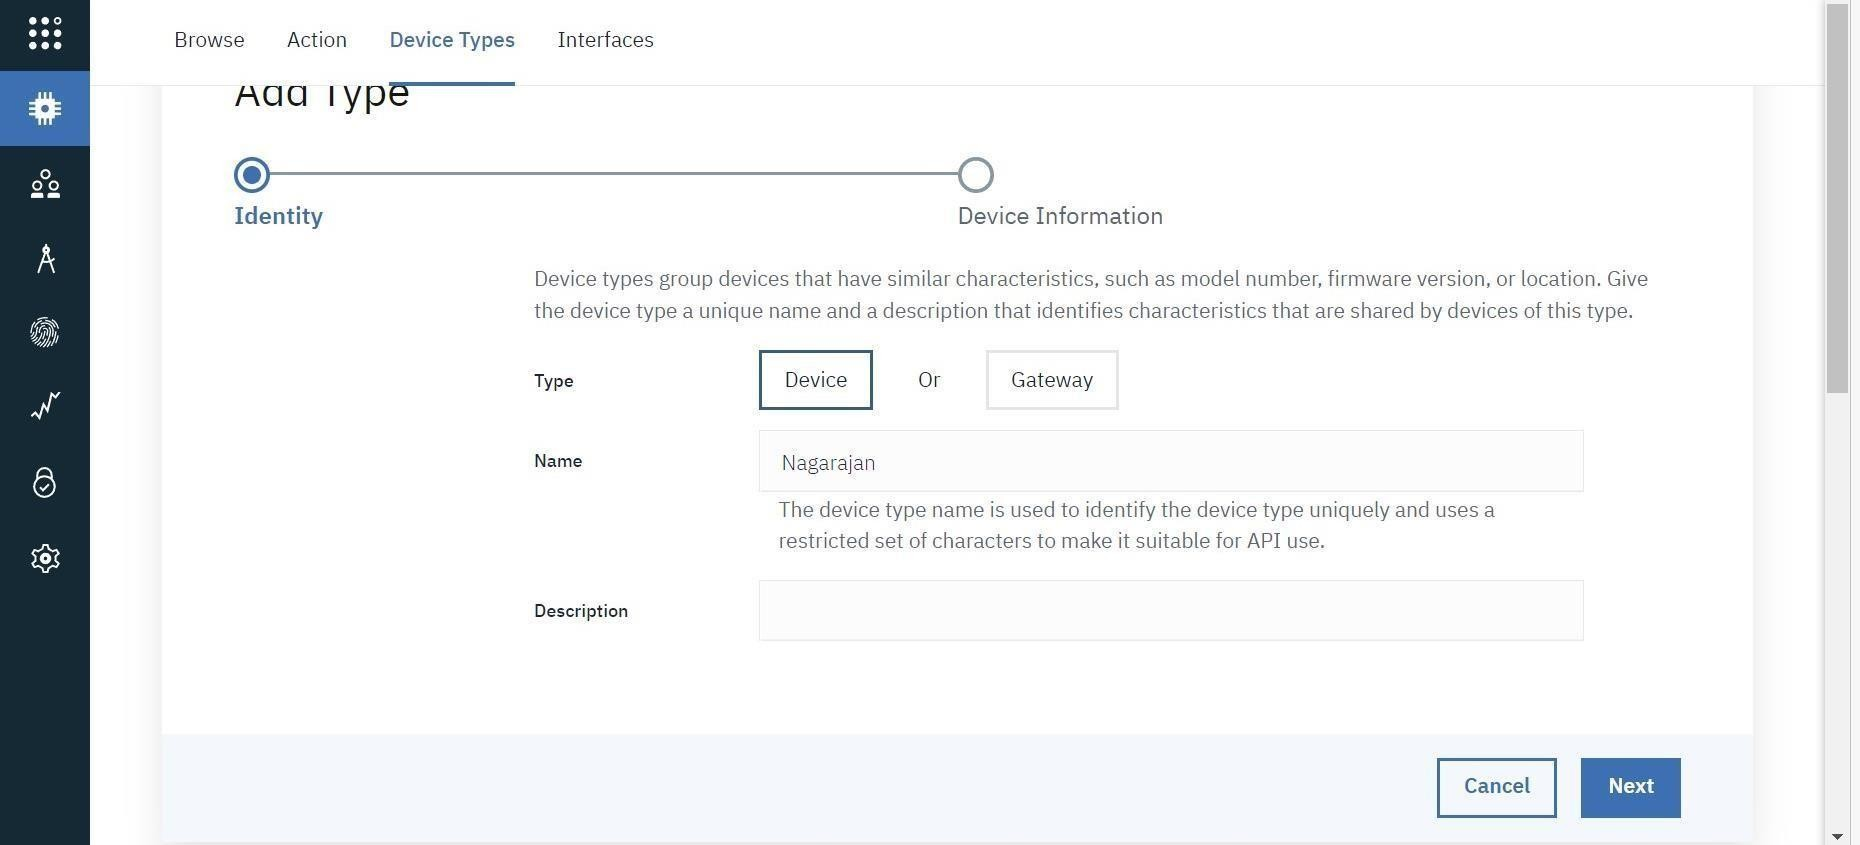 Browse Action Device Types Interfaces
Add Type
Identity Device Information
Device types group devices that have similar characteristics, such as model number, firmware version, or location. Give
the device type a unique name and a description that identifies characteristics that are shared by devices of this type.
Type Device Or Gateway
Name Nagarajan
The device type name is used to identify the device type uniquely and uses a
restricted set of characters to make it suitable for API use.
Description
Cancel Next